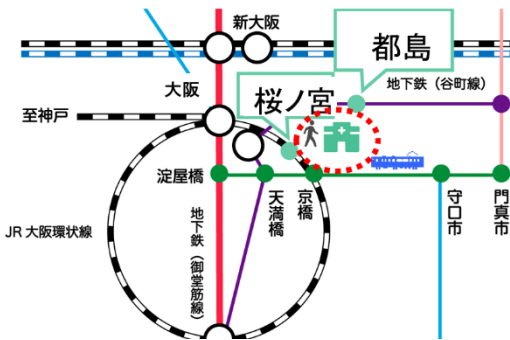 新大阪
都島
大阪
地下鉄（谷町線）
桜ノ宮
至神戸
淀屋橋
天満橋
京橋
守口市
門真市
JR大阪環状線
地下鉄（御堂筋線）